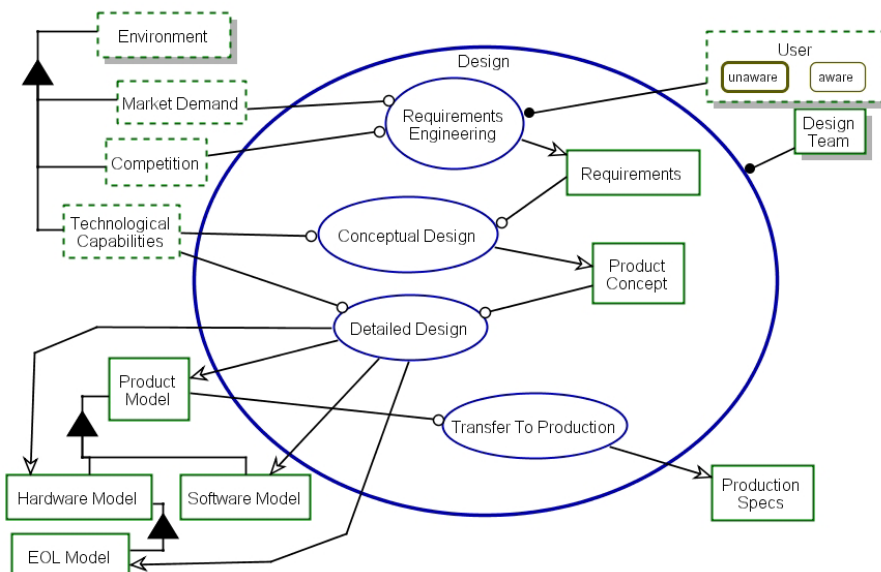 Environment
Design
User
unaware
aware
Market Demand
Requirements
Engineering
Design
Team
Competition
Requirements
Technological
Capabilities
Conceptual Design
Product
Concept
Detailed Design
Product
Model
Transfer To Production
Hardware Model
Software Model
Production
Specs
EOL Model